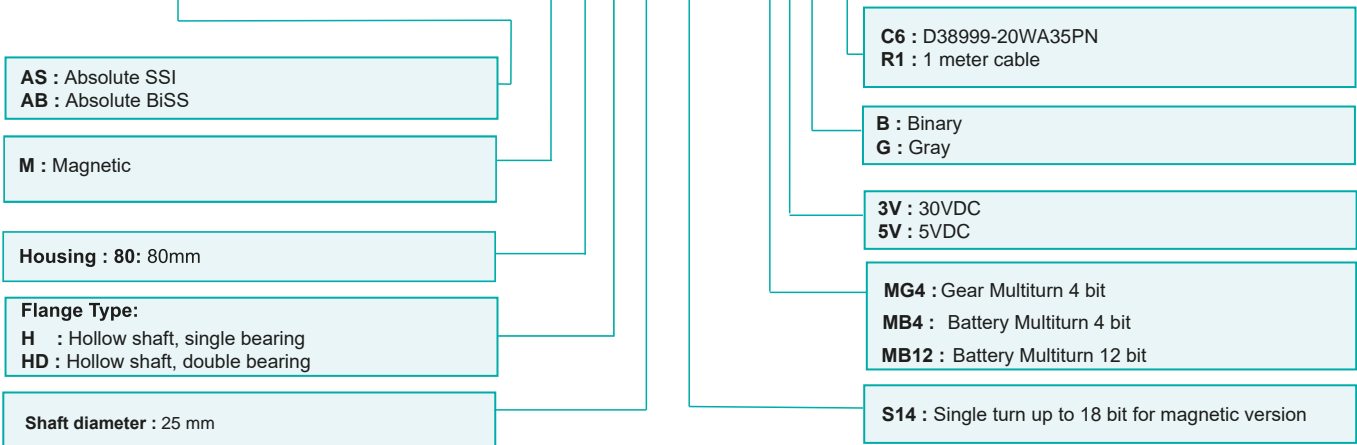 AS : Absolute SSI
AB : Absolute BiSS
M : Magnetic
Housing : 80: 80mm
Flange Type:
H : Hollow shaft, single bearing
HD : Hollow shaft, double bearing
Shaft diameter : 25 mm
C6 : D38999-20WA35PN
R1 : 1 meter cable
B : Binary
G : Gray
3V : 30VDC
5V : 5VDC
MG4 : Gear Multiturn 4 bit
MB4 : Battery Multiturn 4 bit
MB12 : Battery Multiturn 12 bit
S14 : Single turn up to 18 bit for magnetic version